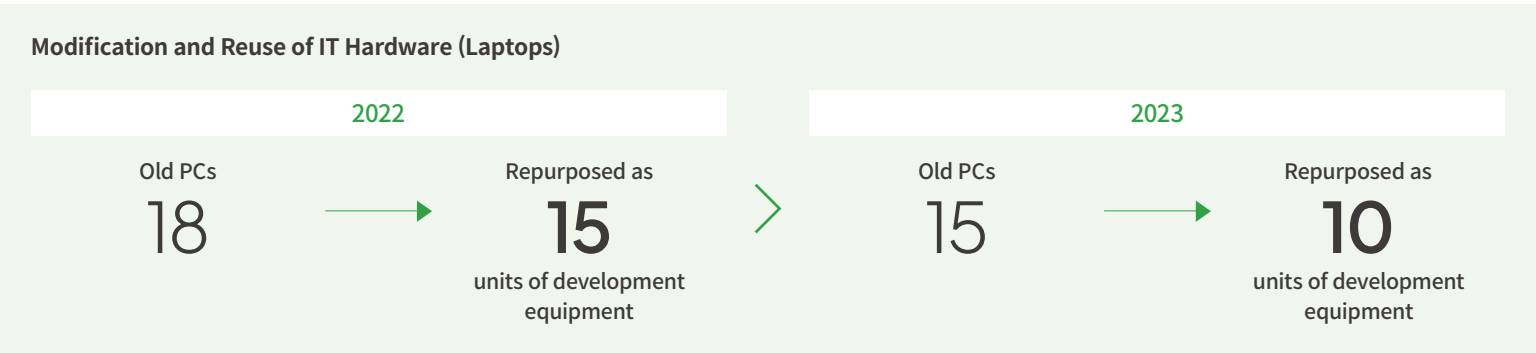 Modification and Reuse of IT Hardware (Laptops)
2022
Old PCs
18
Repurposed as
15
units of development
equipment
2023
Old PCs
15
Repurposed as
10
units of development
equipment